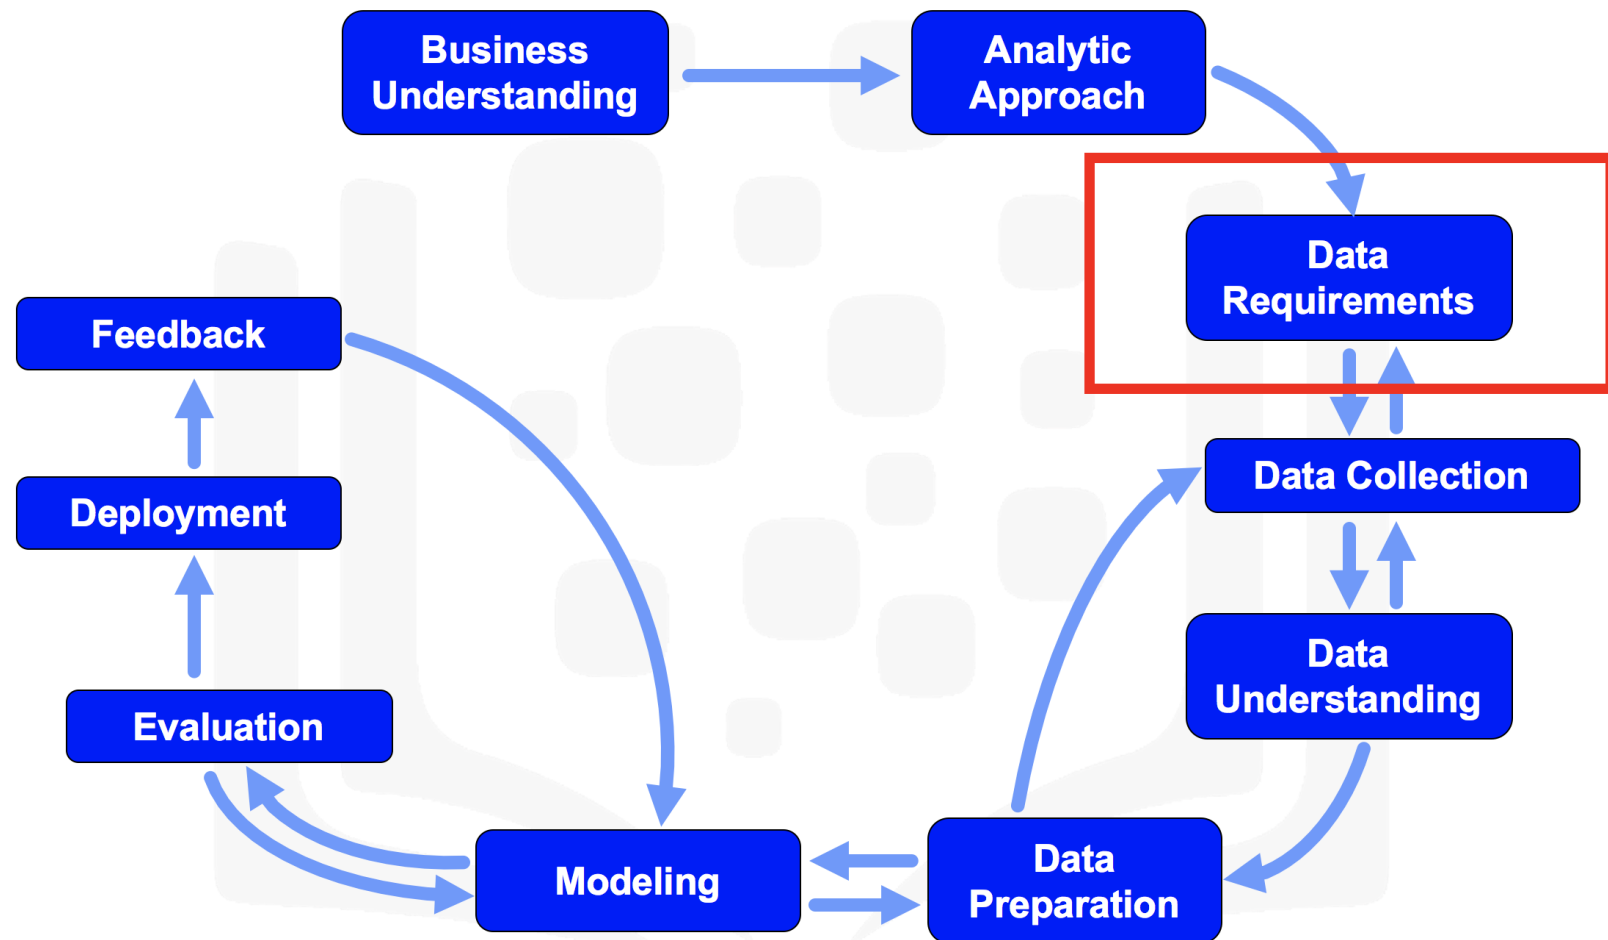 Business
Understanding
Analytic
Approach
Data
Requirements
Data Collection
Data
Understanding
Data
Preparation
Modeling
Evaluation
Deployment
Feedback